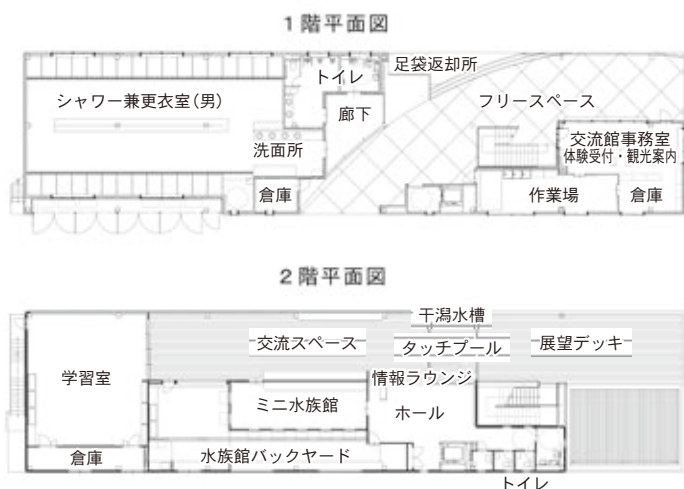 1階平面図
トイレ
足袋返却所
シャワー兼更衣室(男)
廊下
フリースペース
洗面所
交流館事務室
体験受付・観光案内
倉庫
作業場
倉庫
2階平面図
干潟水槽
交流スペース
タッチプール
展望デッキ
学習室
情報ラウンジ
ミニ水族館
ホール
倉庫
水族館バックヤード
トイレ